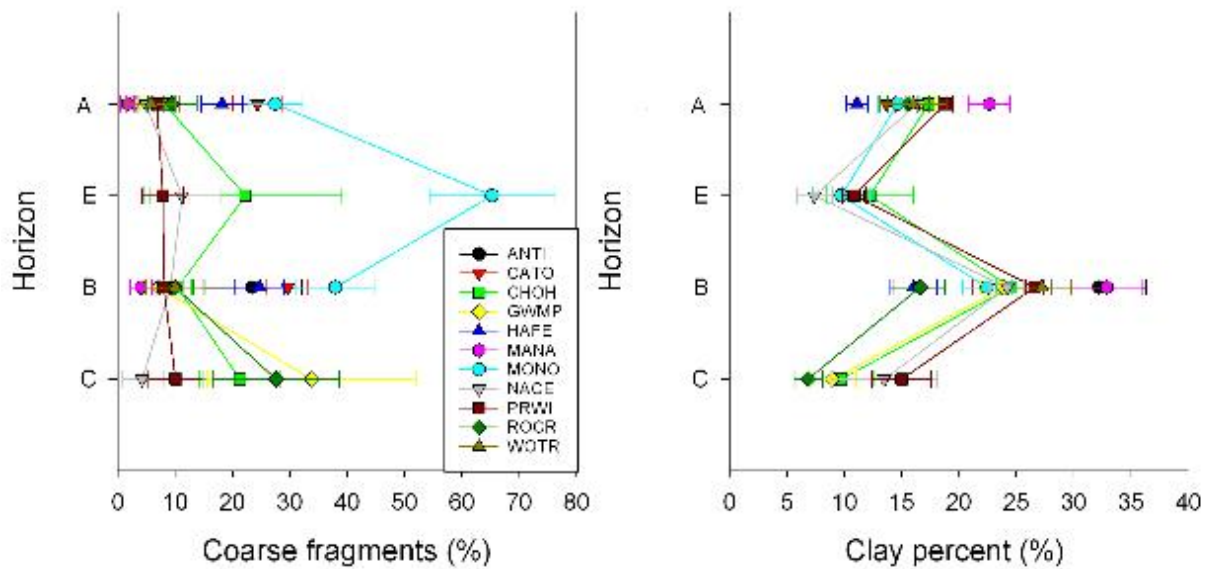 Horizon
A
E
B
C
0 10 20 30 40 50 60 70 80
Coarse fragments (%)
ANTI
CATO
CHOH
GWMP
HAFE
MANA
MONO
NACE
PRWI
ROCR
WOTR
Horizon
A
E
B
C
0 5 10 15 20 25 30 35 40
Clay percent (%)